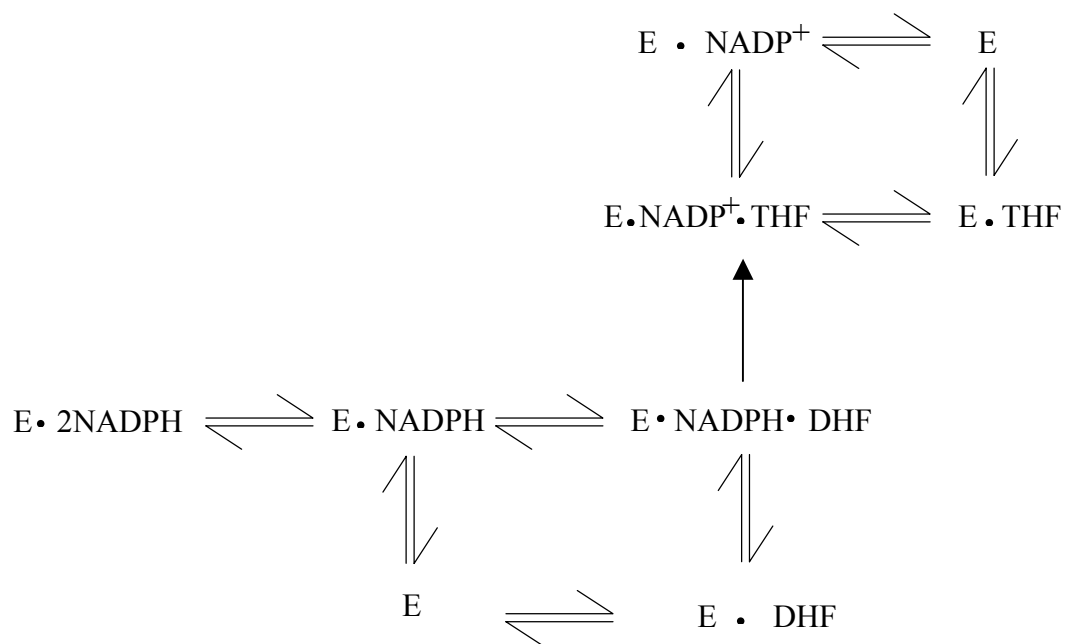 E • NADP+ E
E•NADP+•THF E•THF
E• 2NADPH E• NADPH E• NADPH• DHF
E E • DHF